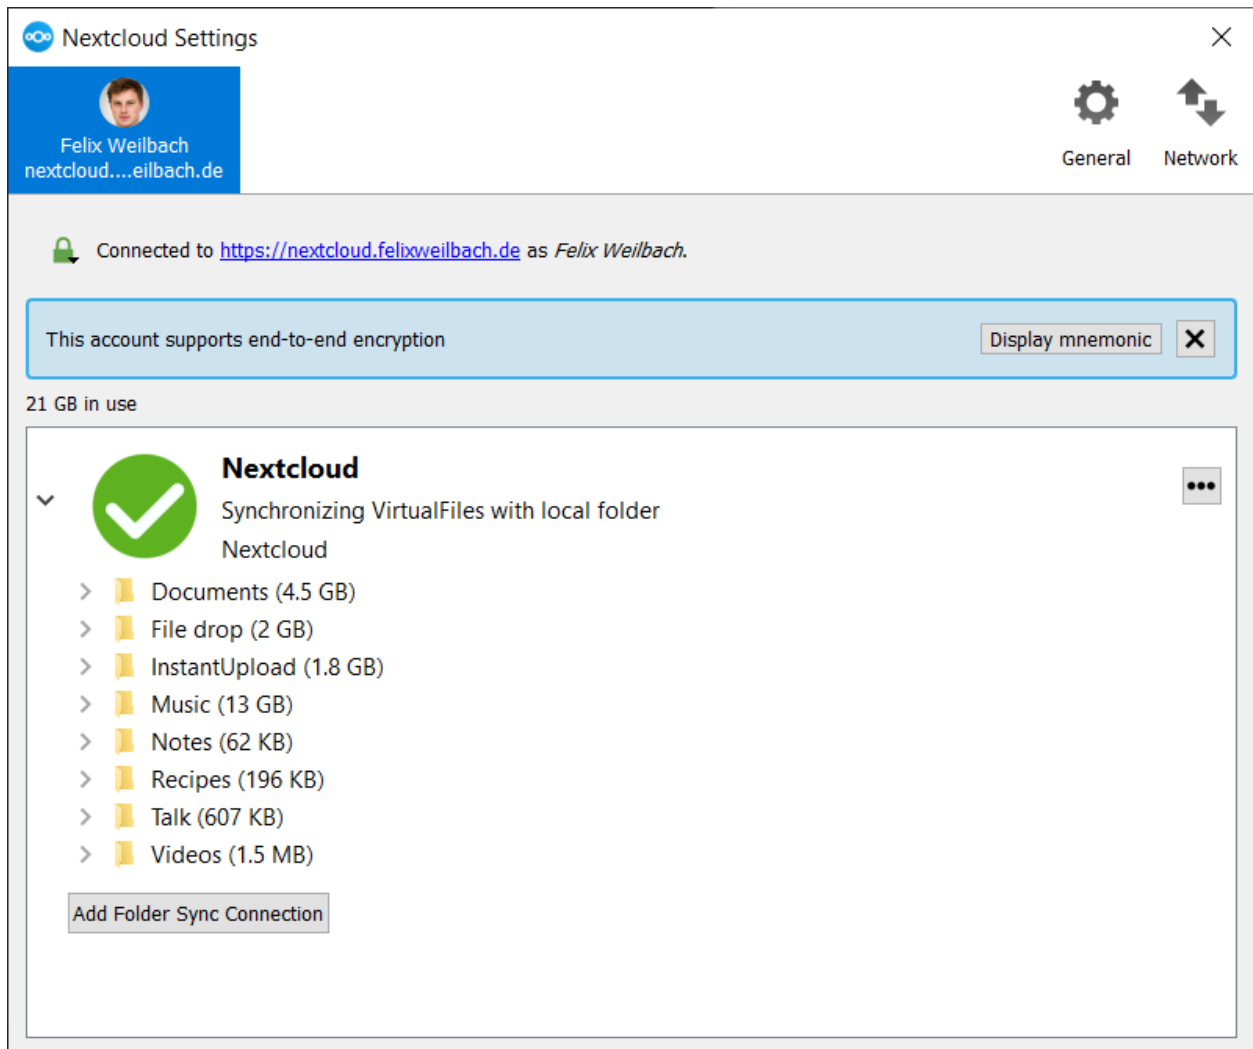 Nextcloud Settings
Felix Weilbach
nextcloud....eilbach.de
General
Network
Connected to https://nextcloud.felixweilbach.de as Felix Weilbach.
This account supports end-to-end encryption
Display mnemonic
21 GB in use
Nextcloud
Synchronizing VirtualFiles with local folder
Nextcloud
Documents (4.5 GB)
File drop (2 GB)
InstantUpload (1.8 GB)
Music (13 GB)
Notes (62 KB)
Recipes (196 KB)
Talk (607 KB)
Videos (1.5 MB)
Add Folder Sync Connection